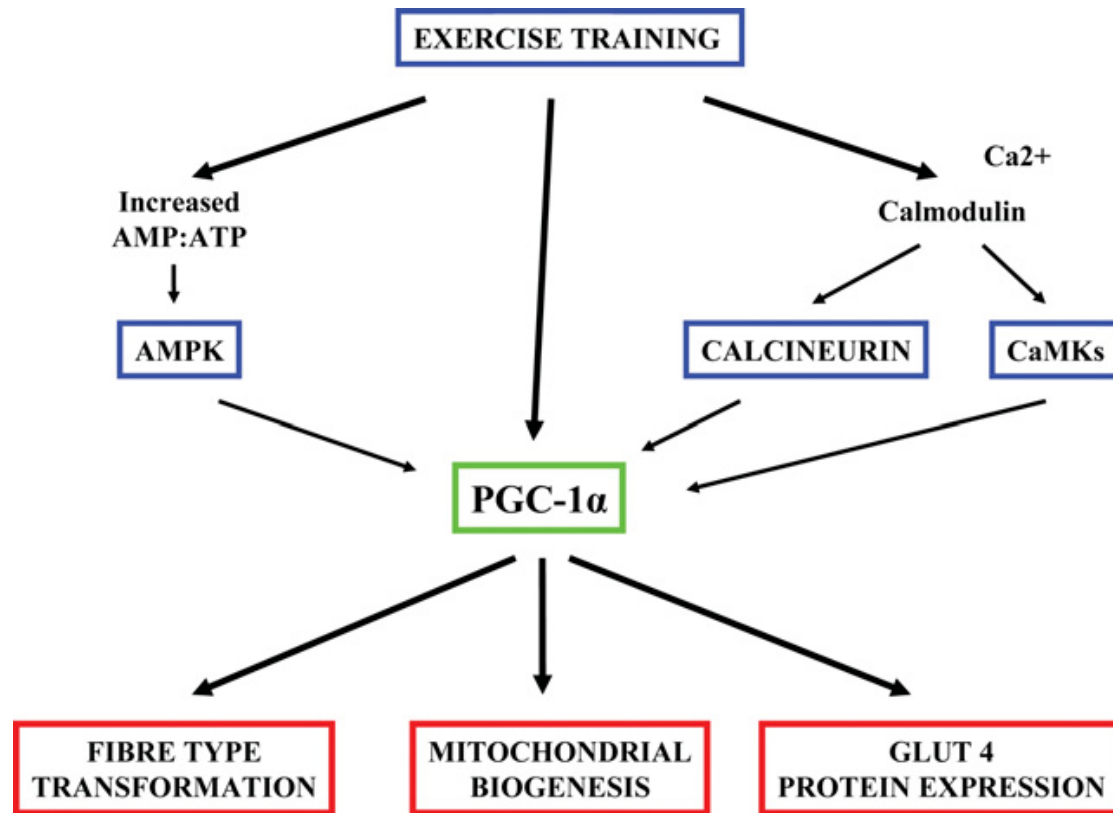 EXERCISE TRAINING
Ca2+
Increased
AMP:ATP
Calmodulin
AMPK
CALCINEURIN
CaMKs
PGC-1α
FIBRE TYPE
TRANSFORMATION
MITOCHONDRIAL
BIOGENESIS
GLUT 4
PROTEIN EXPRESSION